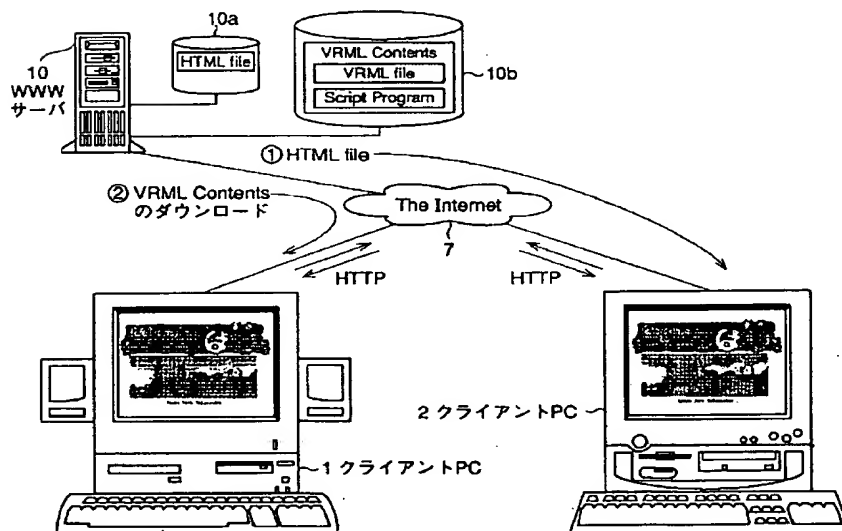 10a
10
WWW
サーバ
HTML file
VRML Contents
VRML file
Script Program
10b
① HTML file
② VRML Contents
のダウンロード
The Internet
7
HTTP
HTTP
2 クライアントPC
1 クライアントPC